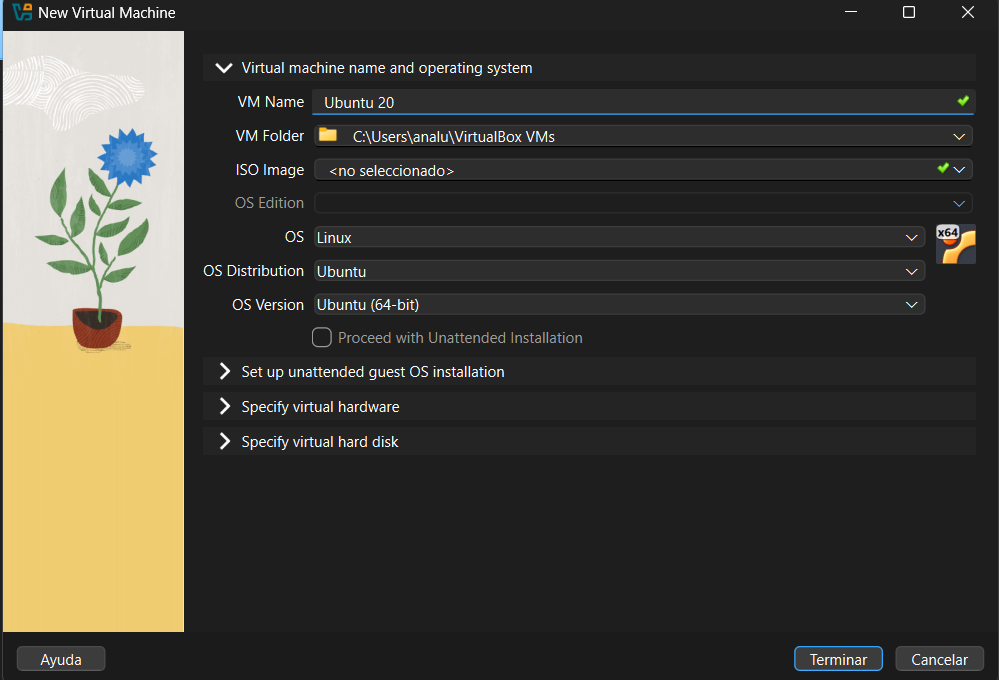 New Virtual Machine
Virtual machine name and operating system
VM Name Ubuntu 20
VM Folder C:\Users\analu\VirtualBox VMs
ISO Image <no seleccionado>
OS Edition
OS Linux
x64
OS Distribution Ubuntu
OS Version Ubuntu (64-bit)
Proceed with Unattended Installation
Set up unattended guest OS installation
Specify virtual hardware
Specify virtual hard disk
Ayuda Terminar Cancelar